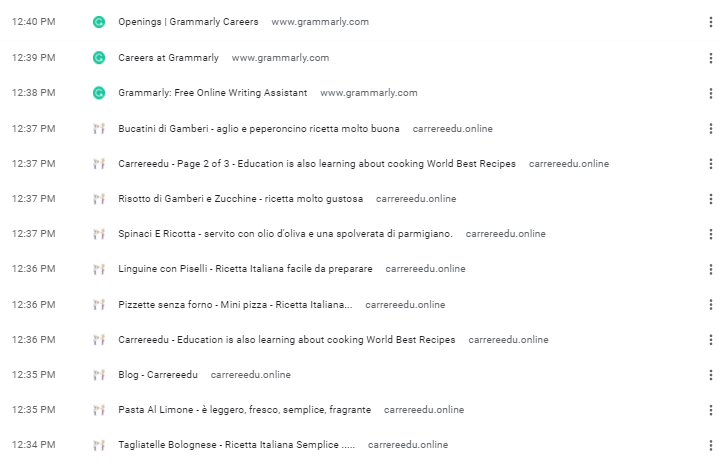 12:40 PM Openings | Grammarly Careers www.grammarly.com
12:39 PM Careers at Grammarly www.grammarly.com
12:38 PM Grammarly: Free Online Writing Assistant www.grammarly.com
12:37 PM Bucatini di Gamberi - aglio e peperoncino ricetta molto buona carrereedu.online
12:37 PM Carrereedu - Page 2 of 3 - Education is also learning about cooking World Best Recipes carrereedu.online
12:37 PM Risotto di Gamberi e Zucchine - ricetta molto gustosa carrereedu.online
12:37 PM Spinaci E Ricotta - servito con olio d'oliva e una spolverata di parmigiano. carrereedu.online
12:36 PM Linguine con Piselli - Ricetta Italiana facile da preparare carrereedu.online
12:36 PM Pizzette senza forno - Mini pizza - Ricetta Italiana... carrereedu.online
12:36 PM Carrereedu - Education is also learning about cooking World Best Recipes carrereedu.online
12:35 PM Blog - Carrereedu carrereedu.online
12:35 PM Pasta Al Limone - è leggero, fresco, semplice, fragrante carrereedu.online
12:34 PM Tagliatelle Bolognese - Ricetta Italiana Semplice ..... carrereedu.online